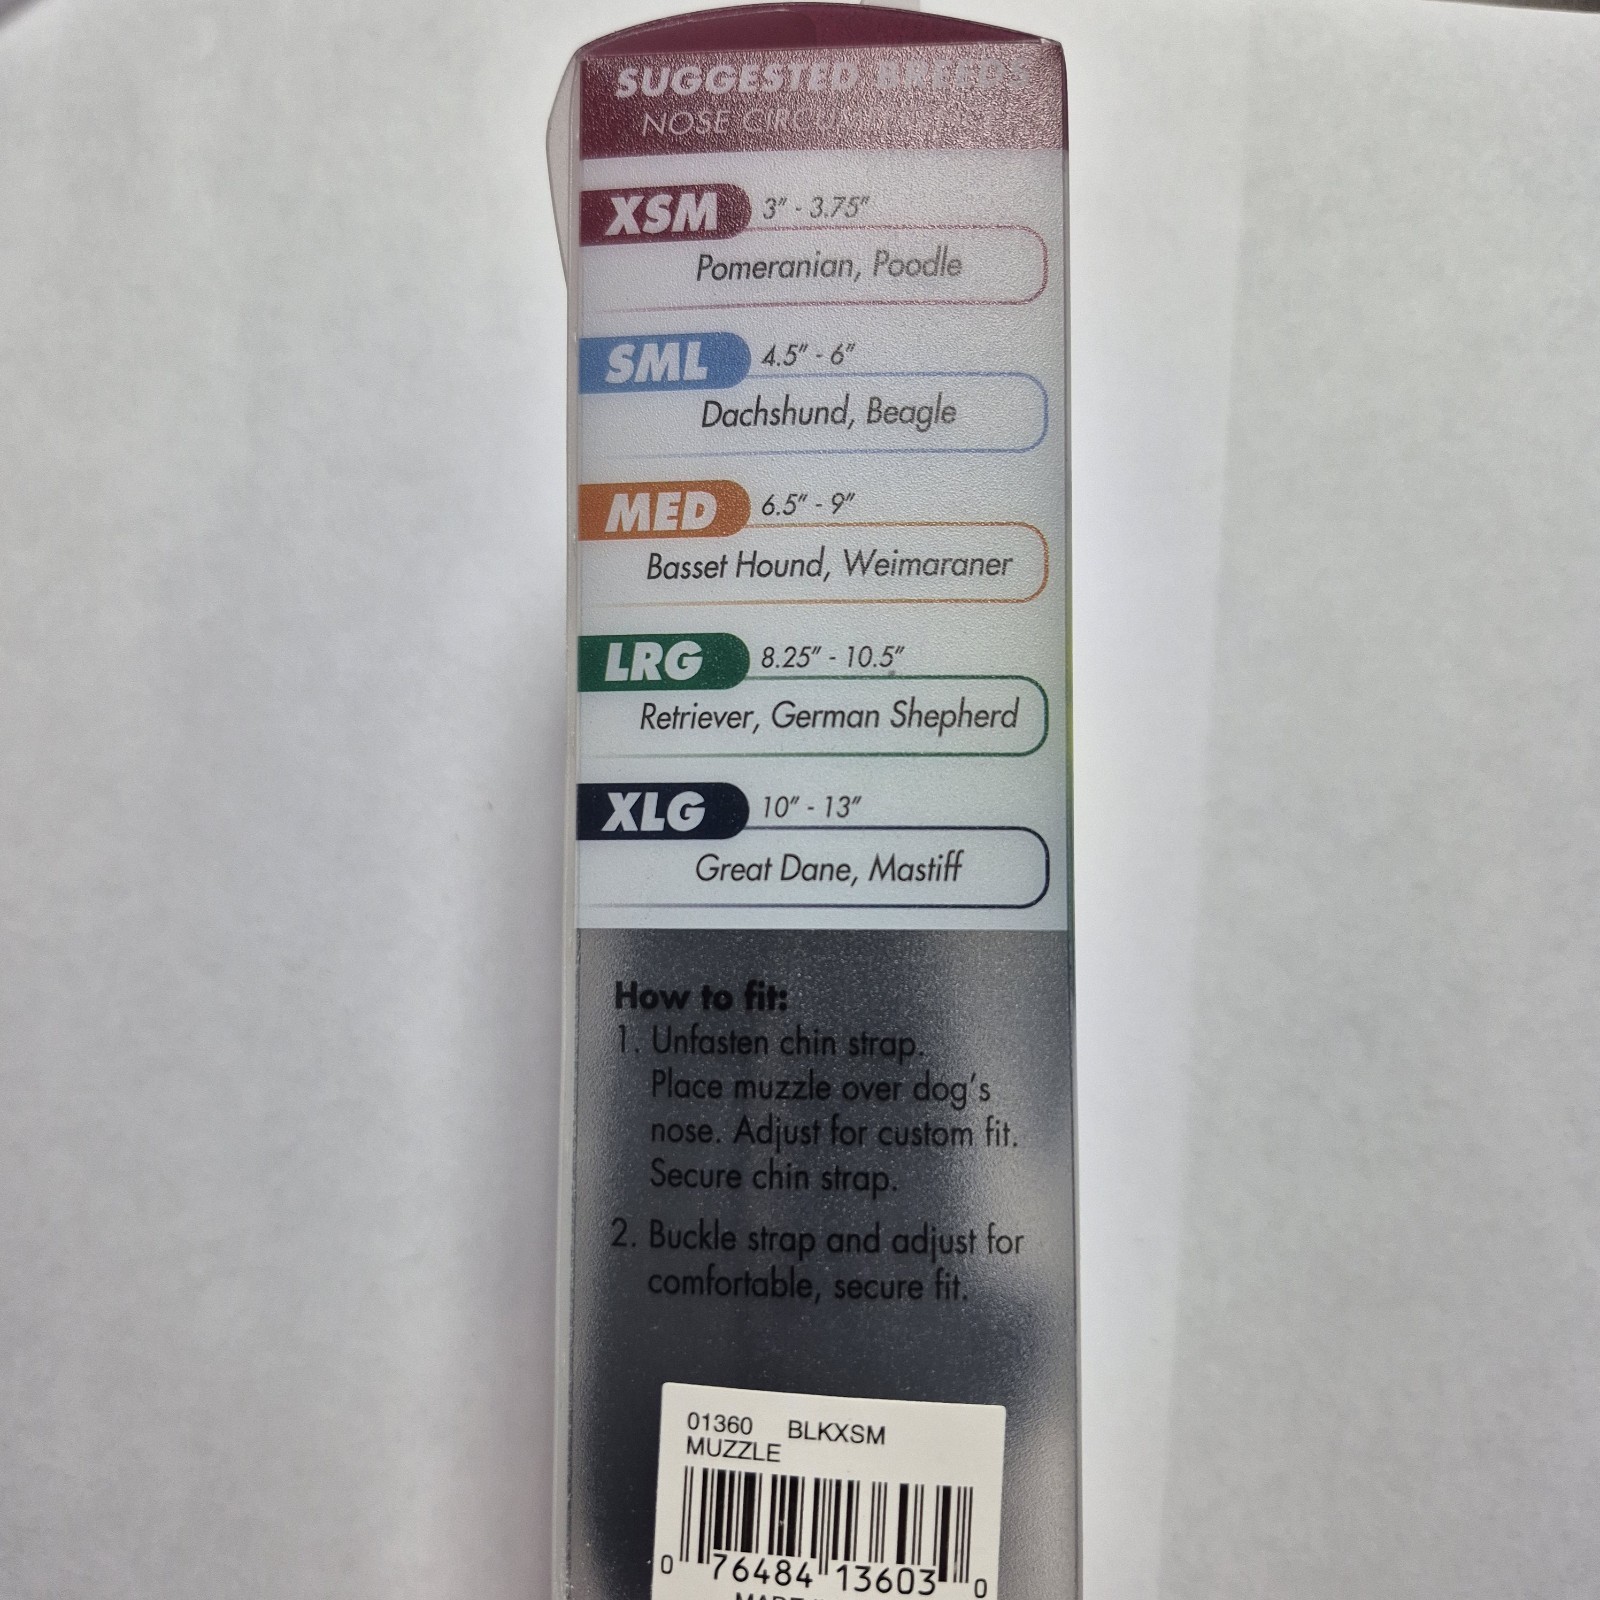 SUGGESTED BREEDS
NOSE
XSM 3" - 3.75"
Pomeranian, Poodle
SML 4.5" - 6"
Dachshund, Beagle
MED 6.5" - 9"
Basset Hound, Weimaraner
LRG 8.25" - 10.5"
Retriever, German Shepherd
XLG 10" - 13"
Great Dane, Mastiff
How to fit:
1. Unfasten chin strap.
Place muzzle over dog's
nose. Adjust for custom fit.
Secure chin strap.
2. Buckle strap and adjust for
comfortable, secure fit.
01360 BLKXSM
MUZZLE
0 76484 13603 0